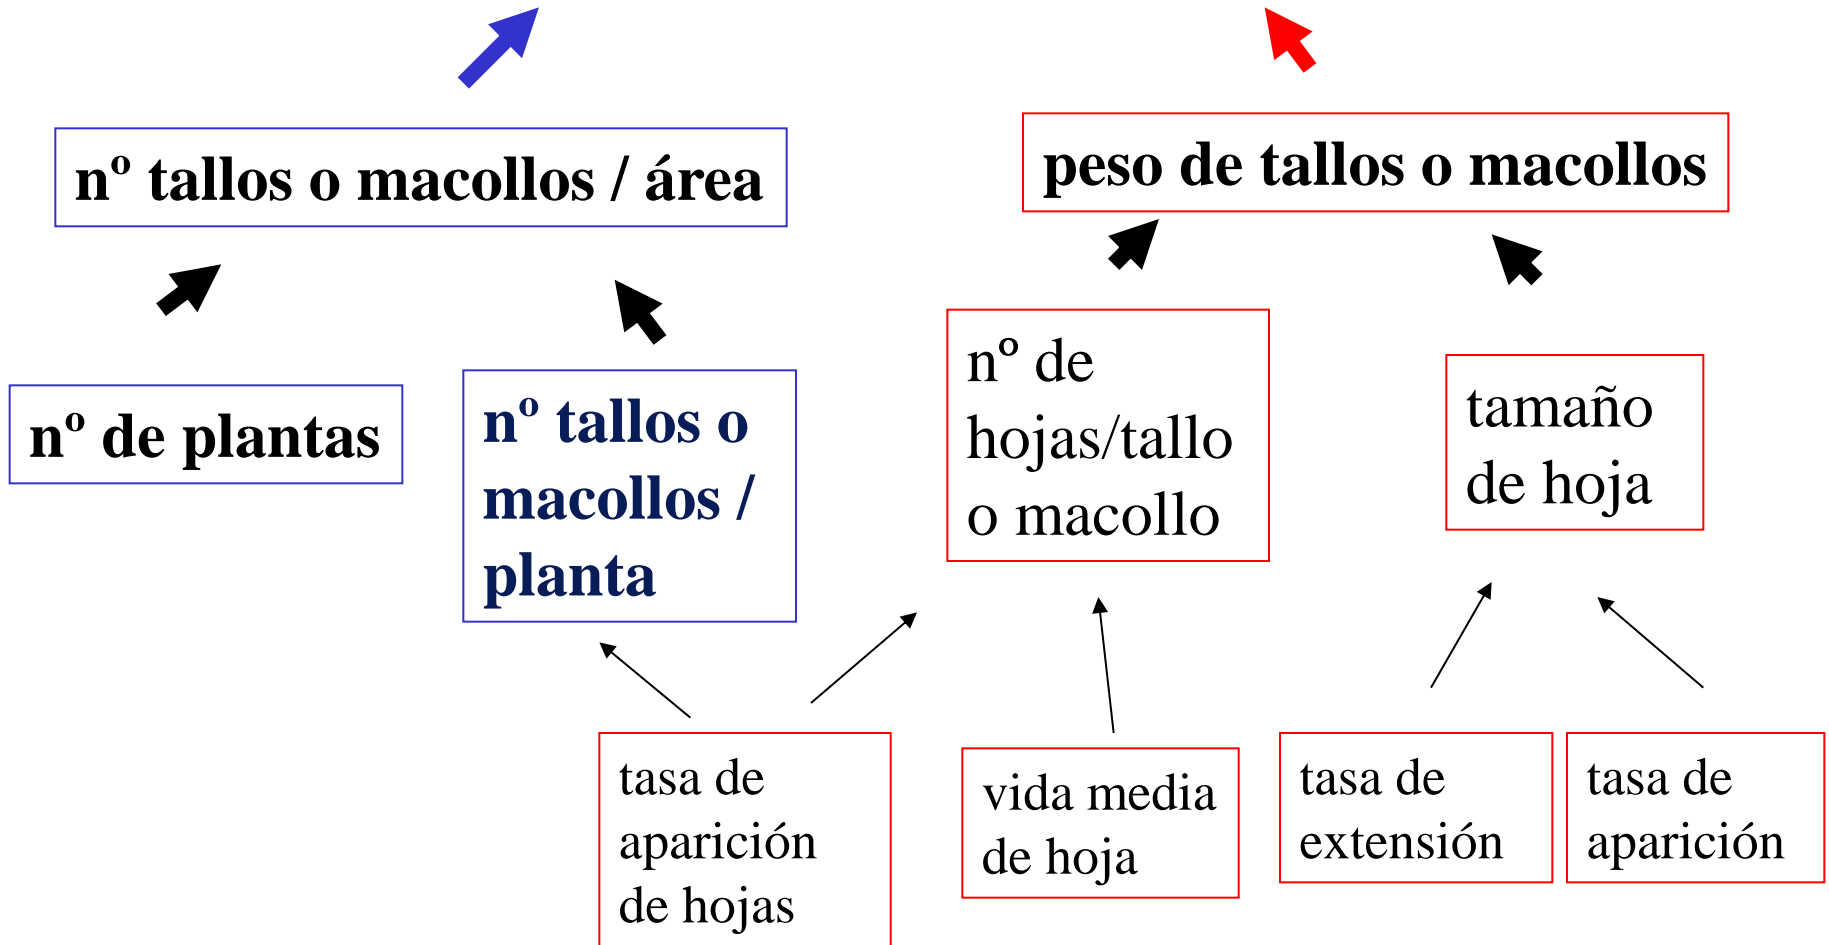 nº tallos o macollos / área
peso de tallos o macollos
nº de plantas
nº tallos o
macollos /
planta
nº de
hojas/tallo
o macollo
tamaño
de hoja
tasa de
aparición
de hojas
vida media
de hoja
tasa de
extensión
tasa de
aparición